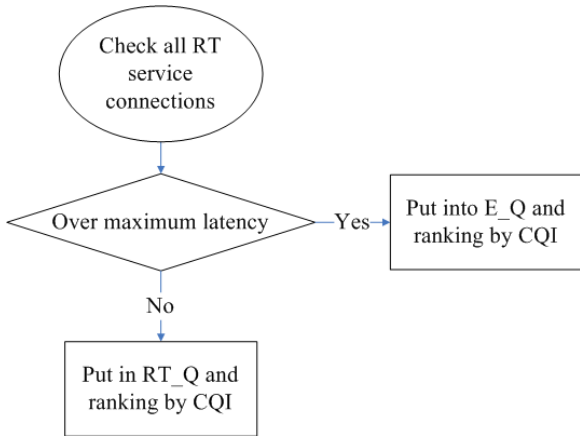 Check all RT
service
connections
Over maximum latency
Yes
Put into E_Q and
ranking by CQI
No
Put in RT_Q and
ranking by CQI